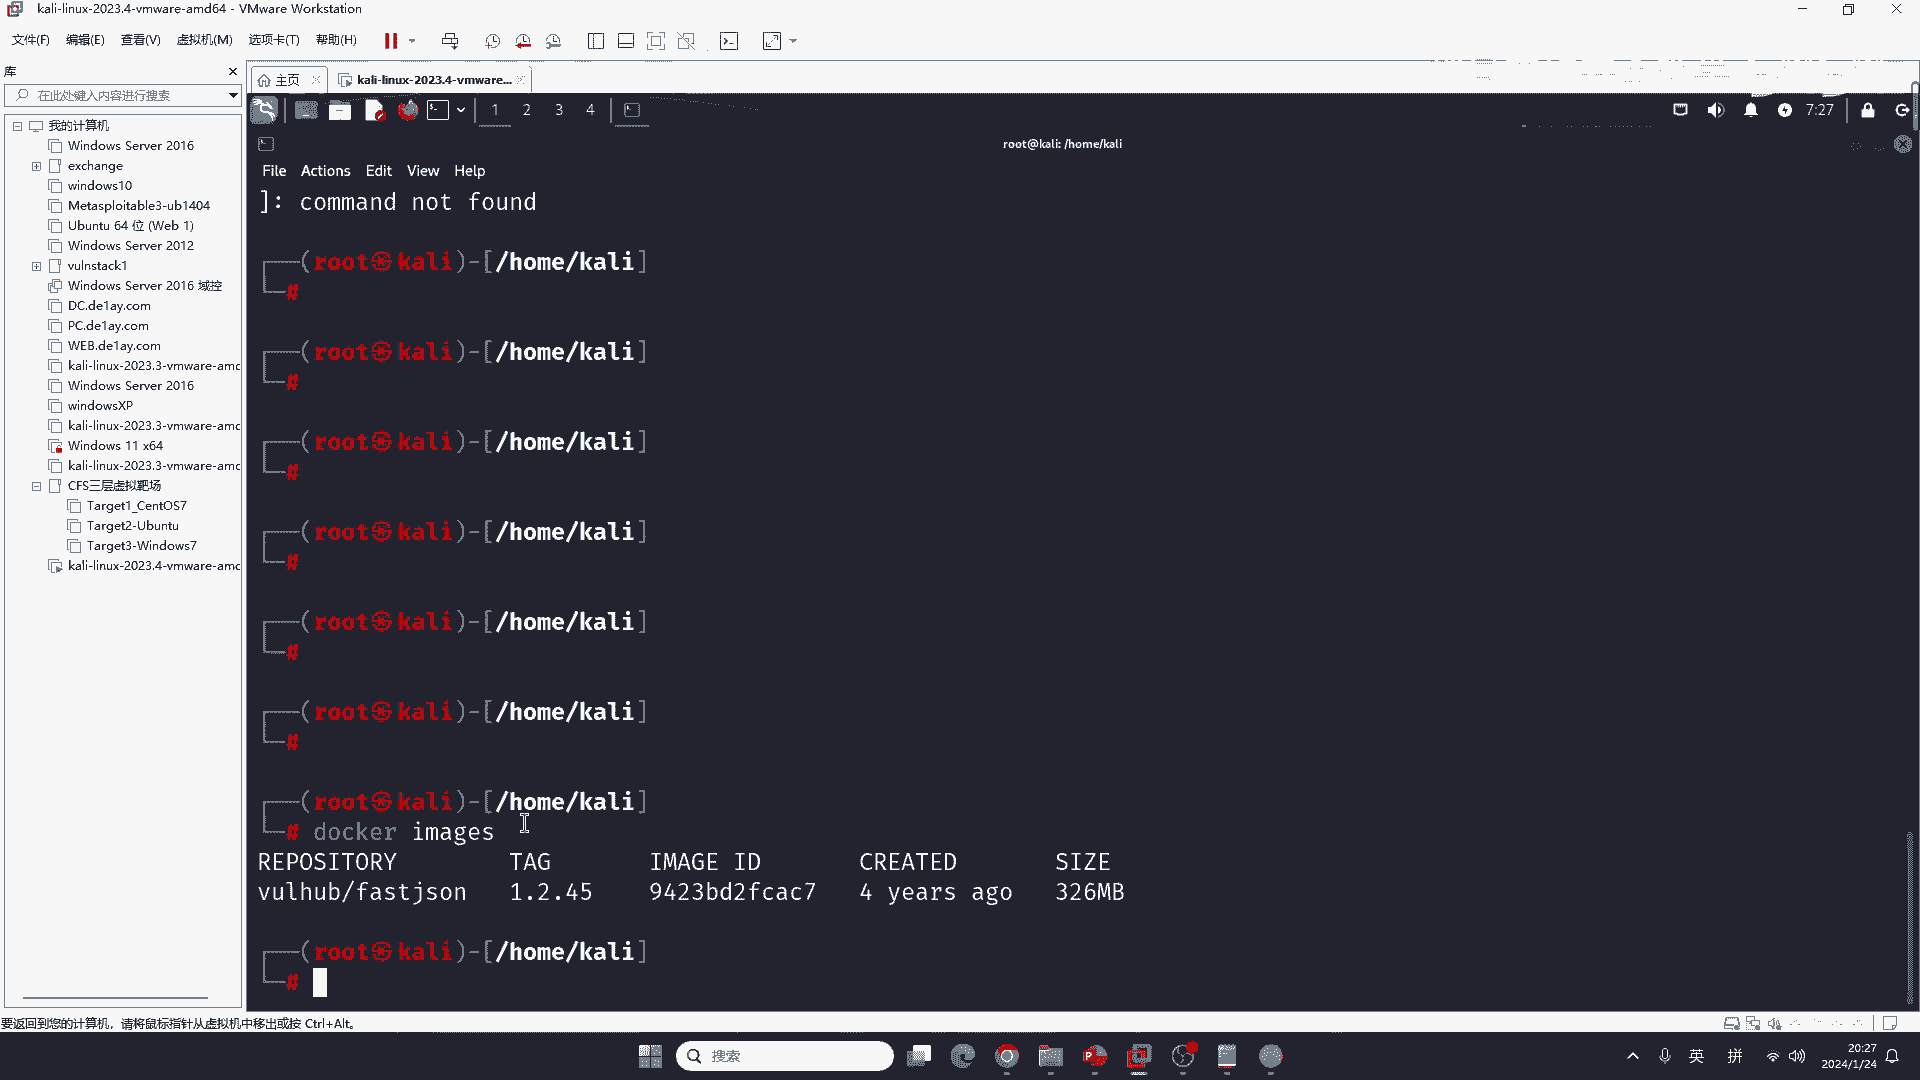 kali-linux-2023.4-vmware-amd64 - VMware Workstation
文件(F) 编辑(E) 查看(V) 虚拟机(M) 选项卡(T) 帮助(H)
库
主页 kali-linux-2023.4-vmware...
在此处键入内容进行搜索
1 2 3 4 7:27
我的计算机
Windows Server 2016
exchange
windows10
Metasploitable3-ub1404
Ubuntu 64 位 (Web 1)
Windows Server 2012
vulnstack1
Windows Server 2016 域控
DC.de1ay.com
PC.de1ay.com
WEB.de1ay.com
kali-linux-2023.3-vmware-amd
Windows Server 2016
windowsXP
kali-linux-2023.3-vmware-amd
Windows 11 x64
kali-linux-2023.3-vmware-amd
CFS三层虚拟靶场
Target1_CentOS7
Target2-Ubuntu
Target3-Windows7
kali-linux-2023.4-vmware-amd
root@kali: /home/kali
File Actions Edit View Help
]: command not found
(root㉿kali)-[/home/kali]
#
(root㉿kali)-[/home/kali]
#
(root㉿kali)-[/home/kali]
#
(root㉿kali)-[/home/kali]
#
(root㉿kali)-[/home/kali]
#
(root㉿kali)-[/home/kali]
#
(root㉿kali)-[/home/kali]
# docker images
REPOSITORY TAG IMAGE ID CREATED SIZE
vulhub/fastjson 1.2.45 9423bd2fcac7 4 years ago 326MB
(root㉿kali)-[/home/kali]
#
要返回到您的计算机，请将鼠标指针从虚拟机中移出或按 Ctrl+Alt。
搜索
英 拼
20:27
2024/1/24